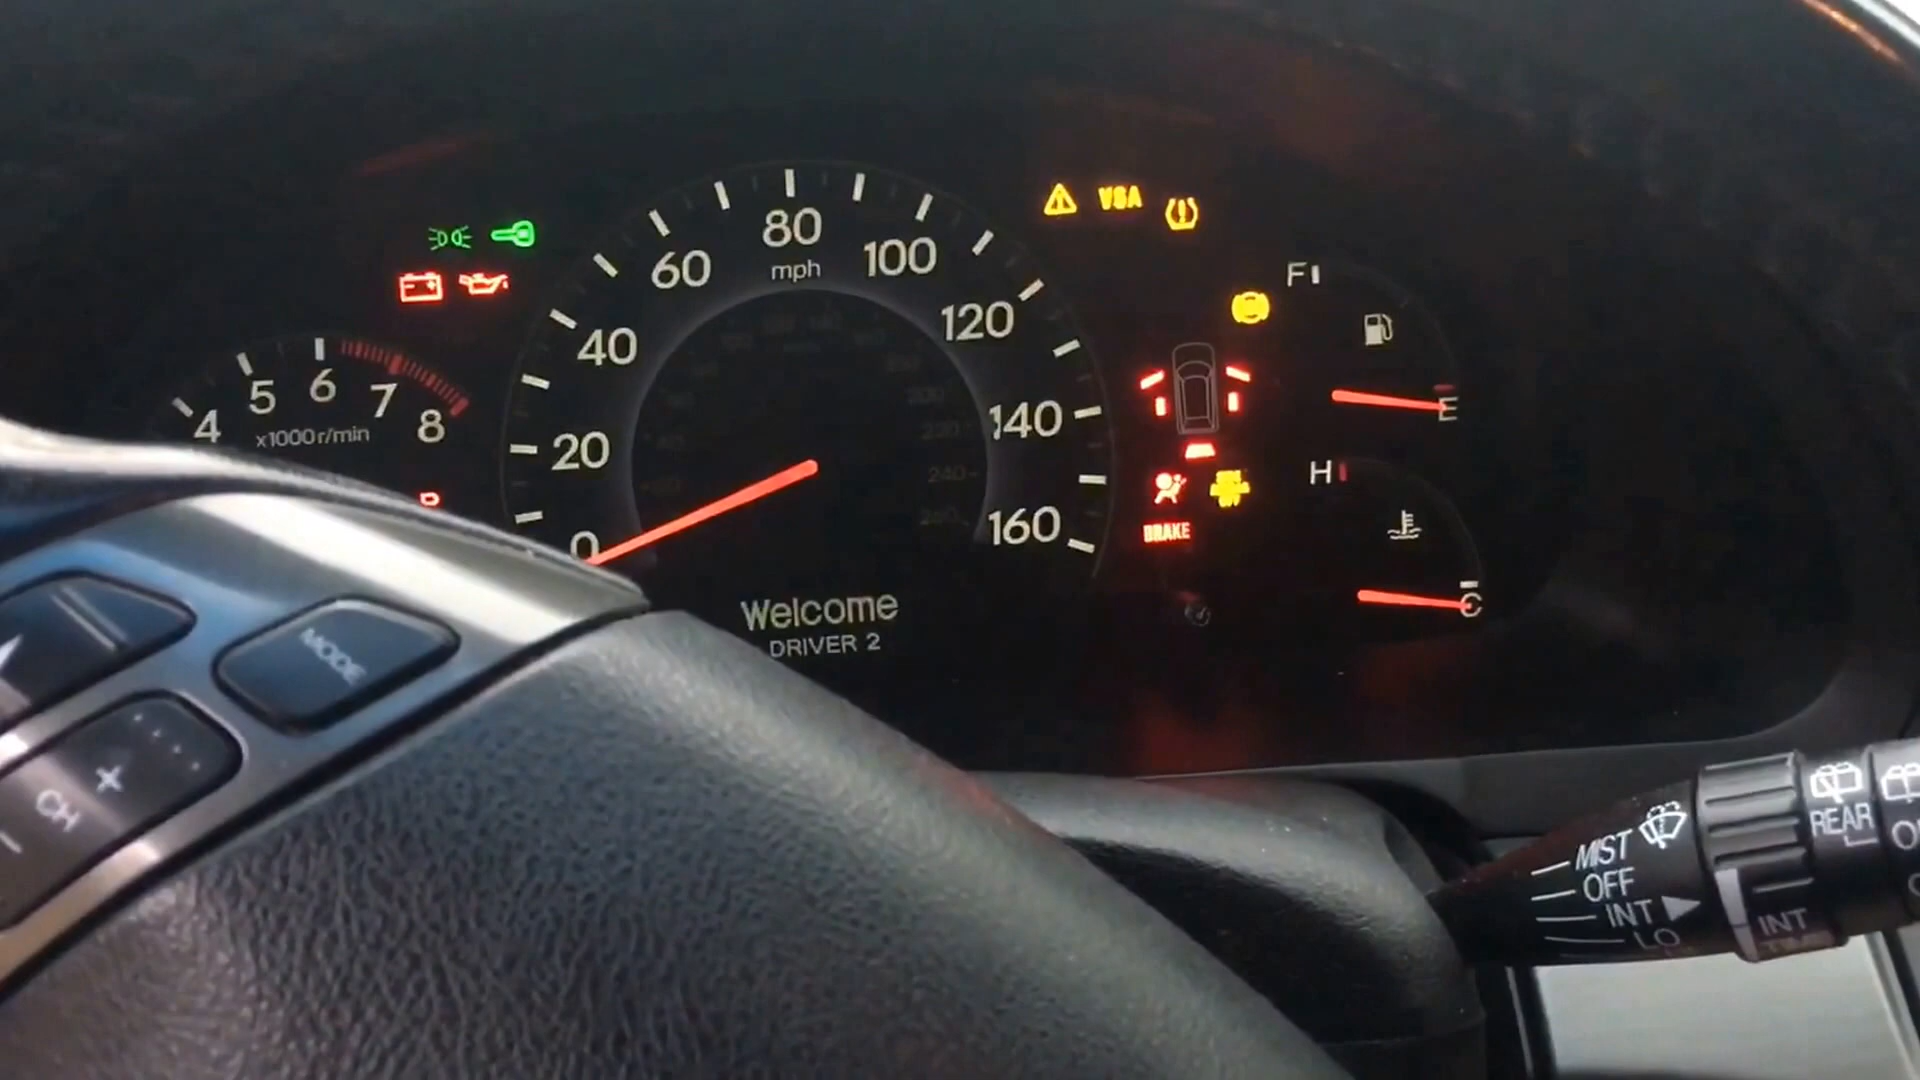 VSA
80
mph
60
100
F
40
120
5
6
7
4
8
x1000r/min
20
140
E
H
P
BRAKE
0
160
C
Welcome
DRIVER 2
MODE
+
CH
-
MIST
OFF
INT
LO
INT
REAR